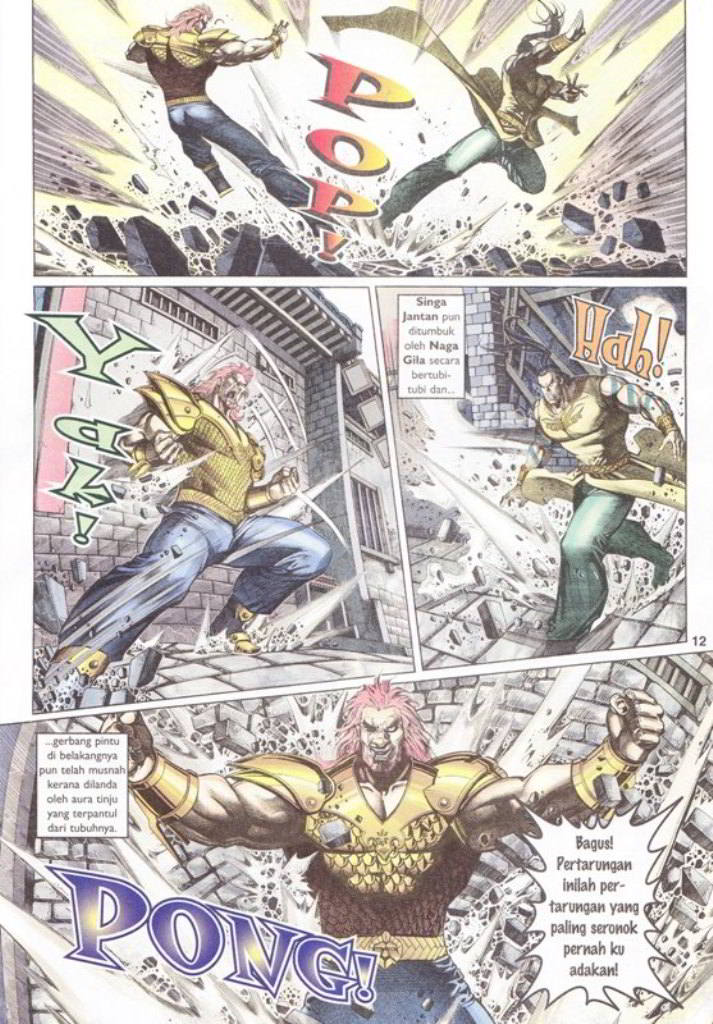 POP!
Yak!
Singa
Jantan pun
ditumbuk
oleh Naga
Gila secara
bertubi-
tubi dan...
Hah!
12
...gerbang pintu
di belakangnya
pun telah musnah
kerana dilanda
oleh aura tinju
yang terpantul
dari tubuhnya.
Bagus!
Pertarungan
inilah per-
tarungan yang
paling seronok
pernah ku
adakan!
PONG!